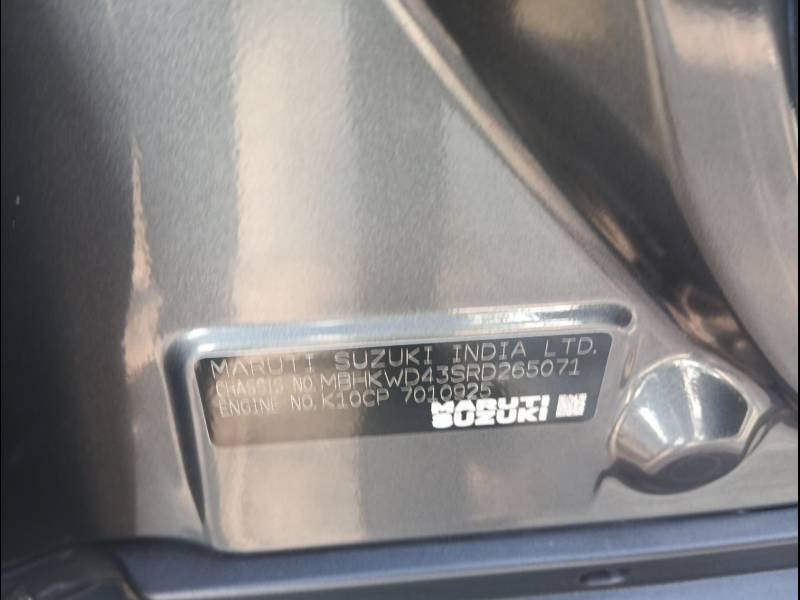 MARUTI SUZUKI INDIA LTD.
CHASSIS NO. MBHKWD43SRD265071
ENGINE NO. K10CP 7010925
MARUTI
SUZUKI